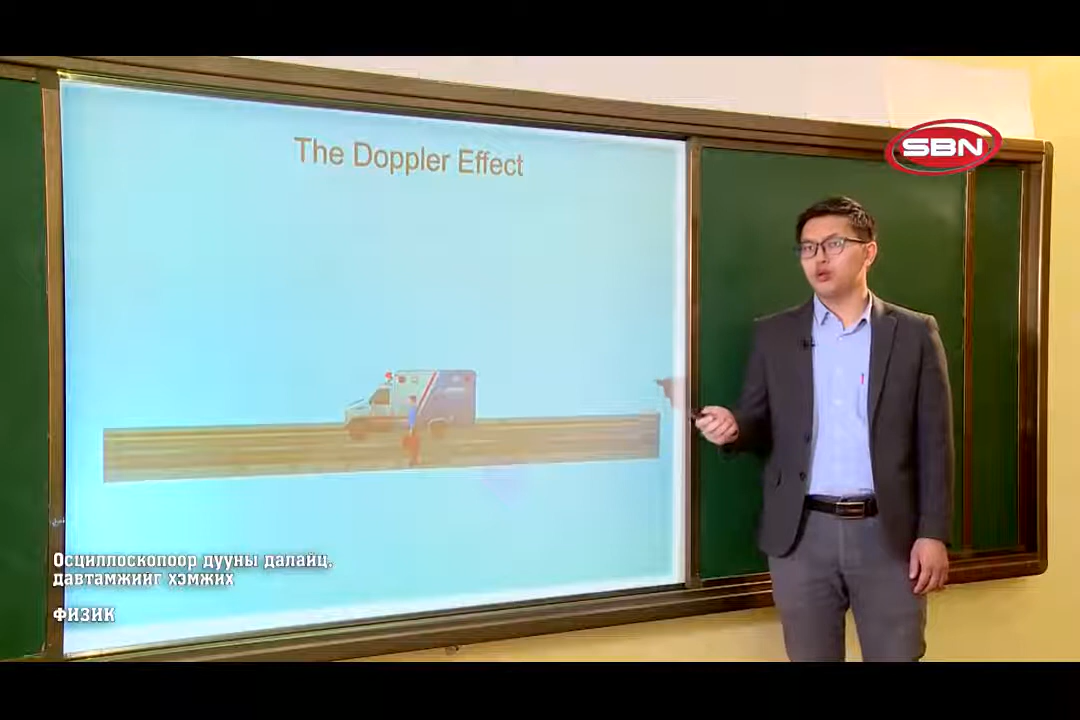 The Doppler Effect
SBN
Осциллоскопоор дууны далайц,
давтамжийг хэмжих
ФИЗИК